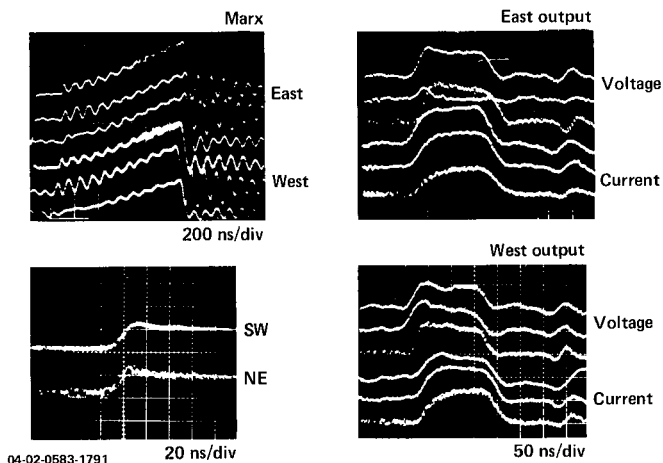 Marx
East
West
200 ns/div
East output
Voltage
Current
SW
NE
20 ns/div
West output
Voltage
Current
50 ns/div
04-02-0583-1791